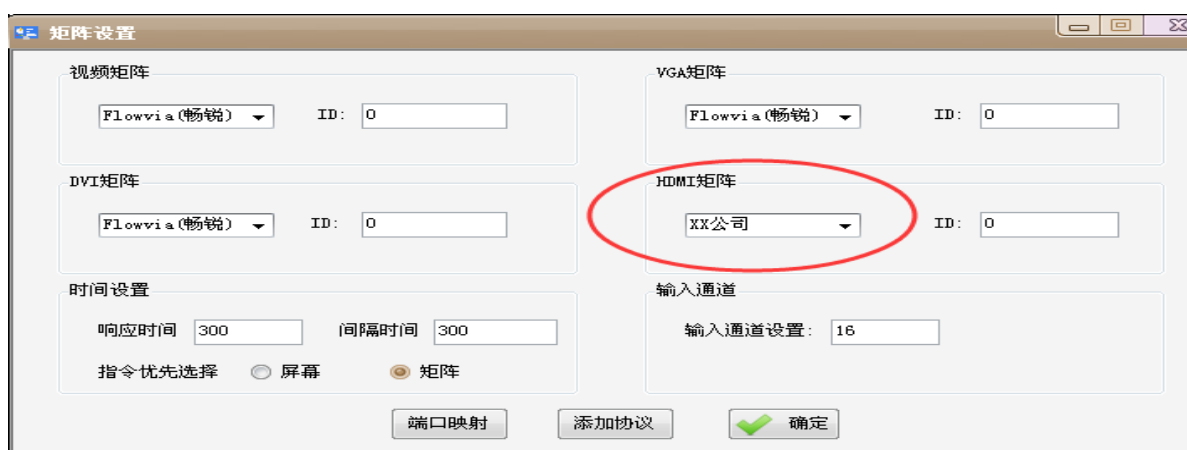 矩阵设置
视频矩阵
Flowvia(畅锐) ID: 0
VGA矩阵
Flowvia(畅锐) ID: 0
DVI矩阵
Flowvia(畅锐) ID: 0
HDMI矩阵
XX公司 ID: 0
时间设置
响应时间 300 间隔时间 300
指令优先选择 屏幕 矩阵
输入通道
输入通道设置: 16
端口映射 添加协议 确定